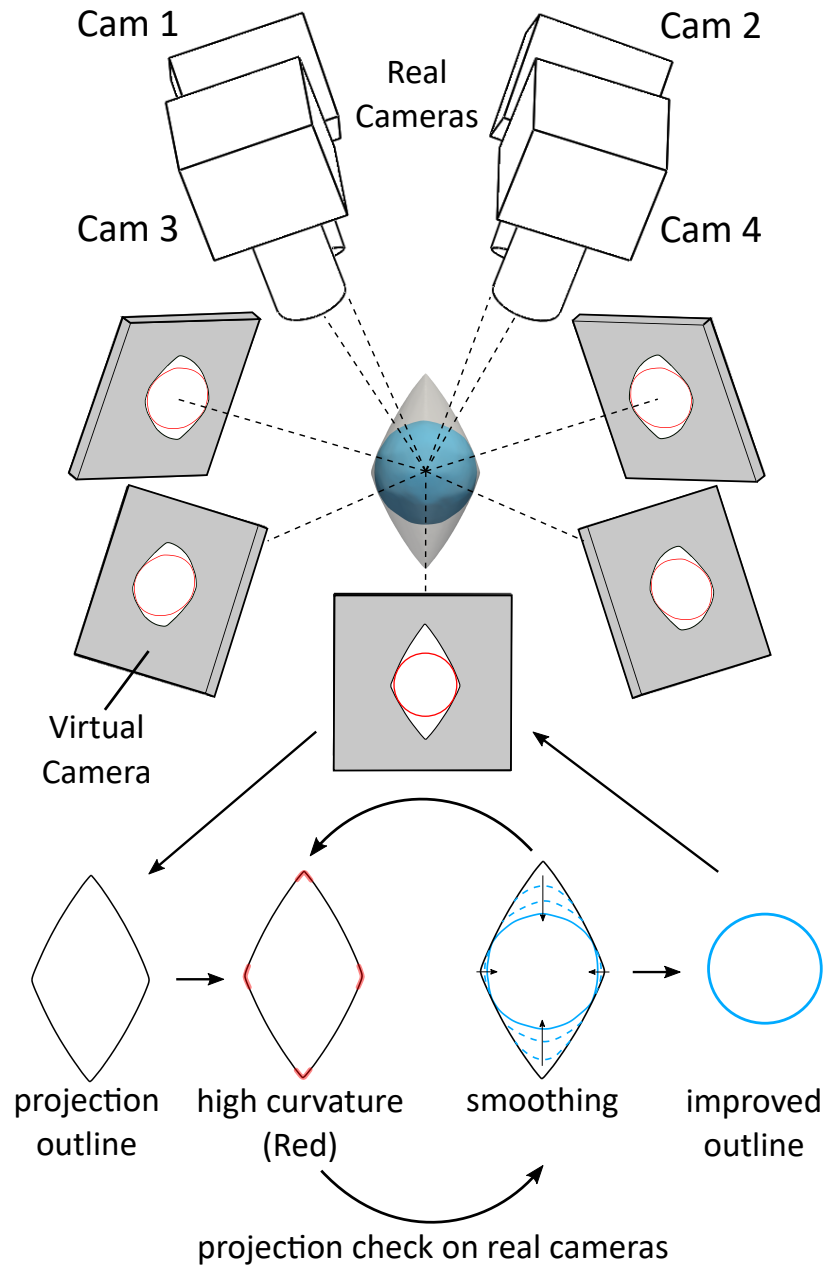 Cam 1
Cam 2
Real
Cameras
Cam 3
Cam 4
Virtual
Camera
projection
outline
high curvature
(Red)
smoothing
improved
outline
projection check on real cameras